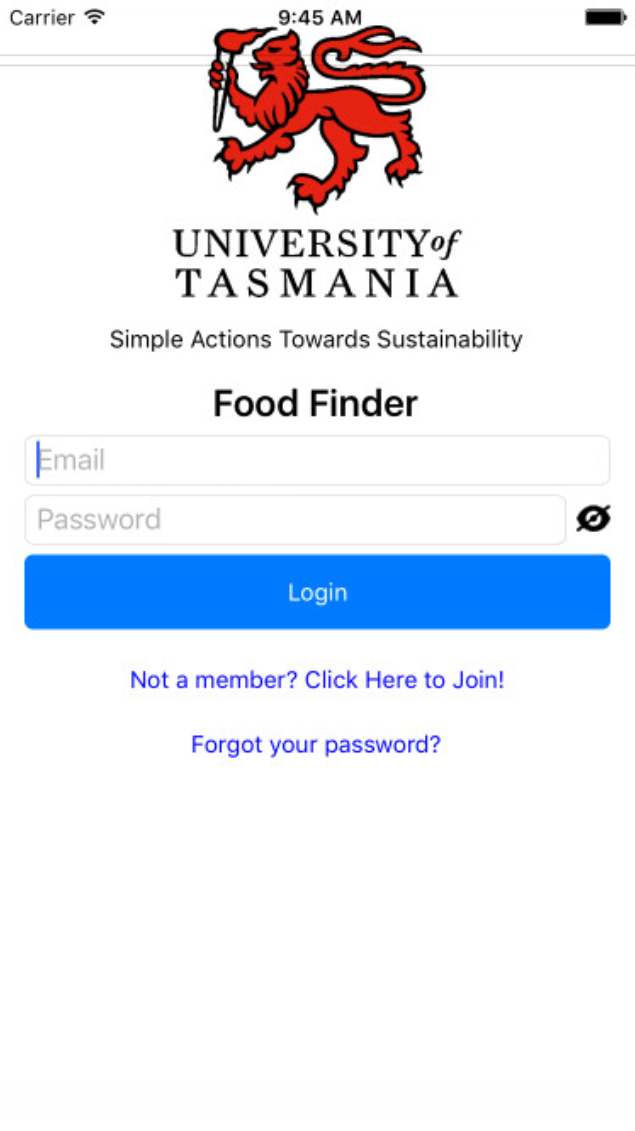 Carrier 9:45 AM
UNIVERSITY of
TASMANIA
Simple Actions Towards Sustainability
Food Finder
Email
Password
Login
Not a member? Click Here to Join!
Forgot your password?